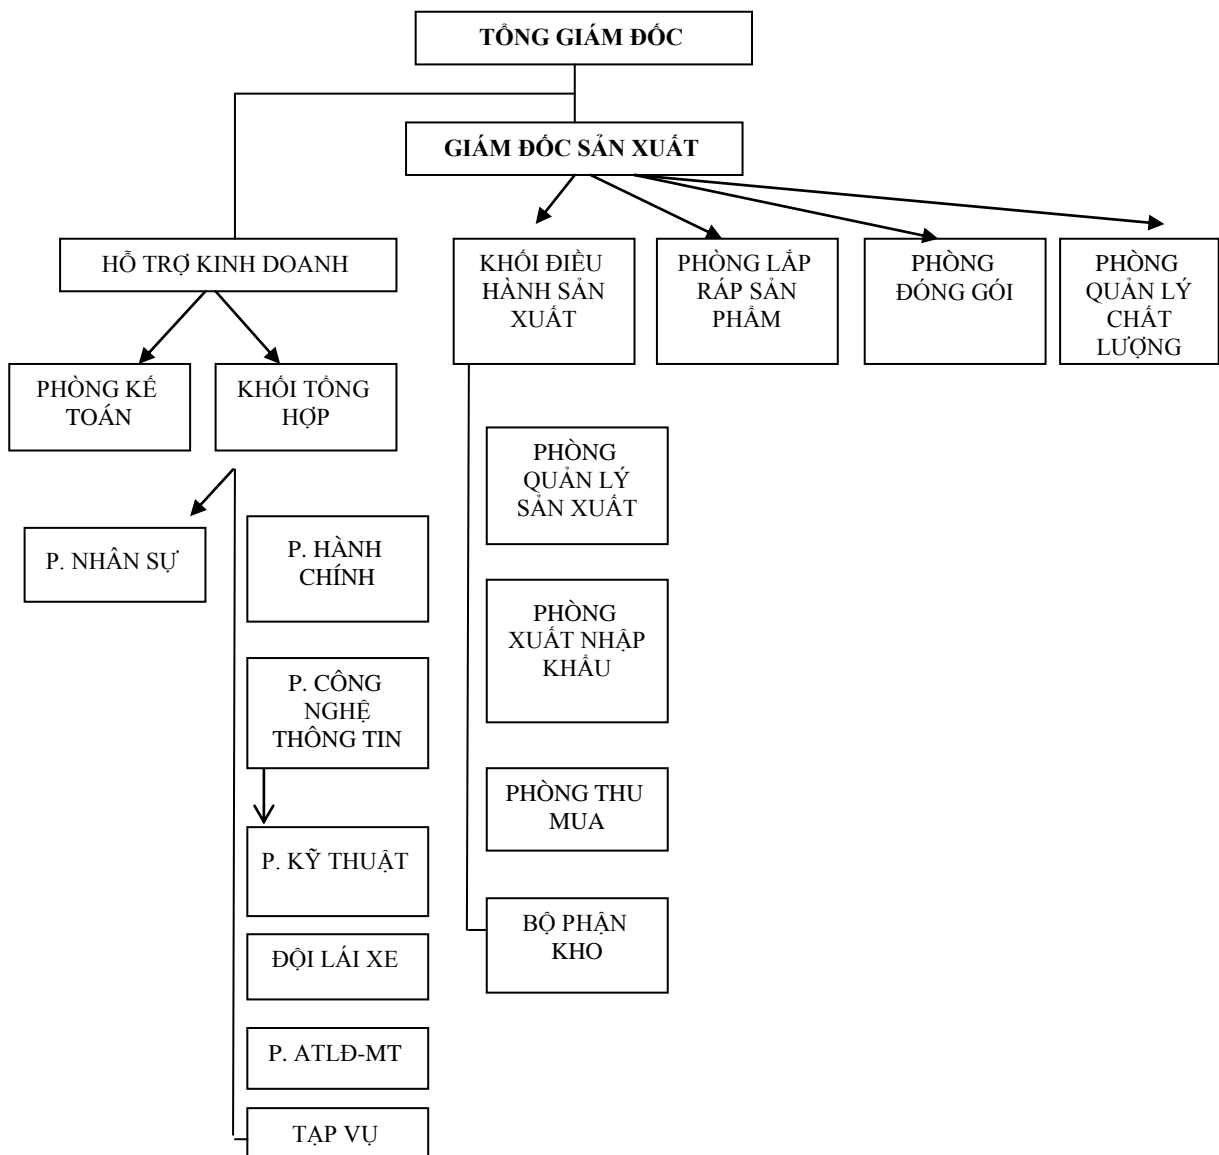 TỔNG GIÁM ĐỐC
GIÁM ĐỐC SẢN XUẤT
HỖ TRỢ KINH DOANH
KHỐI ĐIỀU
HÀNH SẢN
XUẤT
PHÒNG LẮP
RÁP SẢN
PHẨM
PHÒNG
ĐÓNG GÓI
PHÒNG
QUẢN LÝ
CHẤT
LƯỢNG
PHÒNG KẾ
TOÁN
KHỐI TỔNG
HỢP
P. NHÂN SỰ
P. HÀNH
CHÍNH
P. CÔNG
NGHỆ
THÔNG TIN
P. KỸ THUẬT
ĐỘI LÁI XE
P. ATLĐ-MT
TẠP VỤ
PHÒNG
QUẢN LÝ
SẢN XUẤT
PHÒNG
XUẤT NHẬP
KHẨU
PHÒNG THU
MUA
BỘ PHẬN
KHO